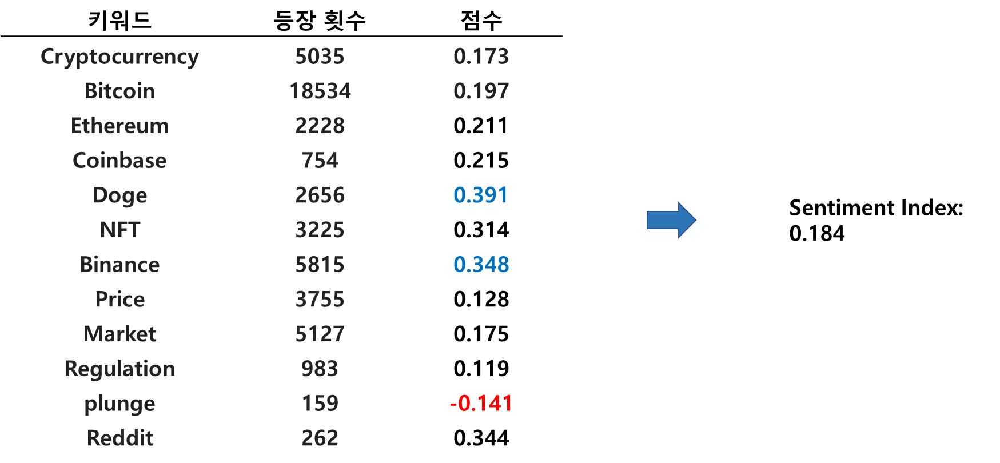 키워드 등장 횟수 점수
Cryptocurrency 5035 0.173
Bitcoin 18534 0.197
Ethereum 2228 0.211
Coinbase 754 0.215
Doge 2656 0.391
NFT 3225 0.314
Binance 5815 0.348
Price 3755 0.128
Market 5127 0.175
Regulation 983 0.119
plunge 159 -0.141
Reddit 262 0.344
Sentiment Index:
0.184